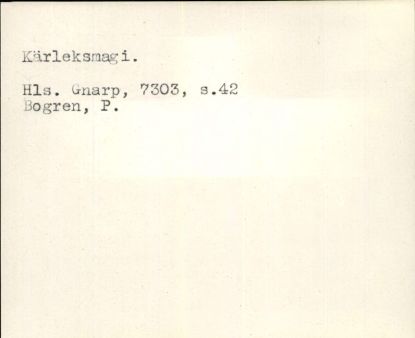 Kärleksmagi.
Hls. Gnarp, 7303, s.42
Bogren, P.